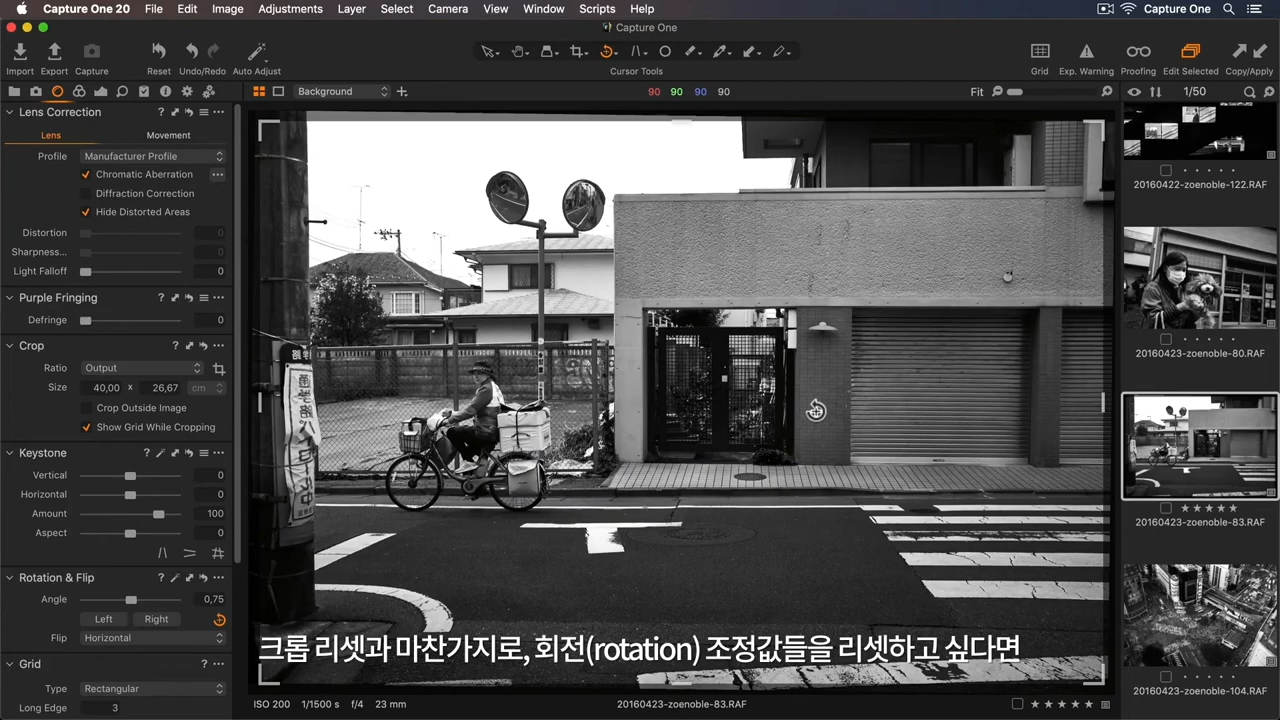 Capture One 20 File Edit Image Adjustments Layer Select Camera View Window Scripts Help Capture One
Capture One
Import Export Capture Reset Undo/Redo Auto Adjust Cursor Tools Grid Exp. Warning Proofing Edit Selected Copy/Apply
Background 90 90 90 90 Fit 1/50
Lens Correction ?
Lens Movement
Profile Manufacturer Profile
Chromatic Aberration
Diffraction Correction
Hide Distorted Areas
Distortion 0
Sharpness... 0
Light Falloff 0
Purple Fringing ?
Defringe 0
Crop ?
Ratio Output
Size 40,00 x 26,67 cm
Crop Outside Image
Show Grid While Cropping
Keystone ?
Vertical 0
Horizontal 0
Amount 100
Aspect 0
Rotation & Flip ?
Angle 0,75
Left Right
Flip Horizontal
Grid ?
Type Rectangular
Long Edge 3
크롭 리셋과 마찬가지로, 회전(rotation) 조정값들을 리셋하고 싶다면
ISO 200 1/1500 s f/4 23 mm 20160423-zoenoble-83.RAF
20160422-zoenoble-122.RAF
20160423-zoenoble-80.RAF
20160423-zoenoble-83.RAF
20160423-zoenoble-104.RAF